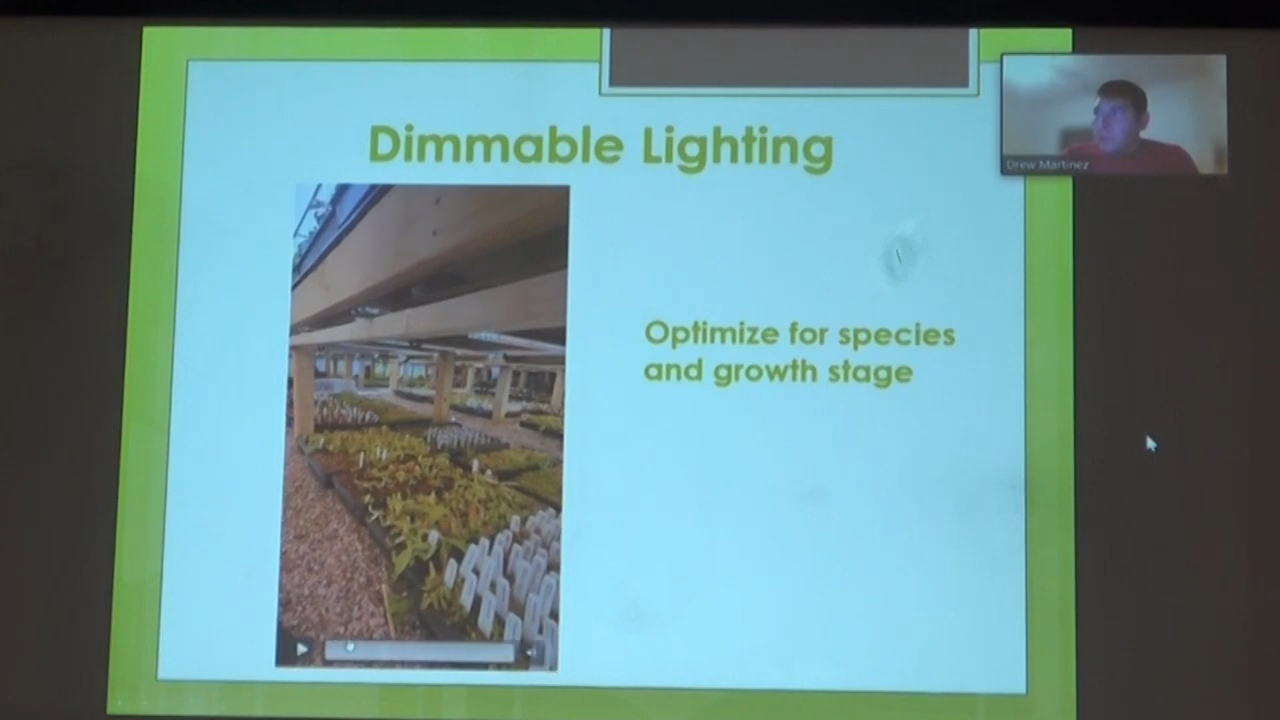 Dimmable Lighting
Drew Martinez
Optimize for species
and growth stage